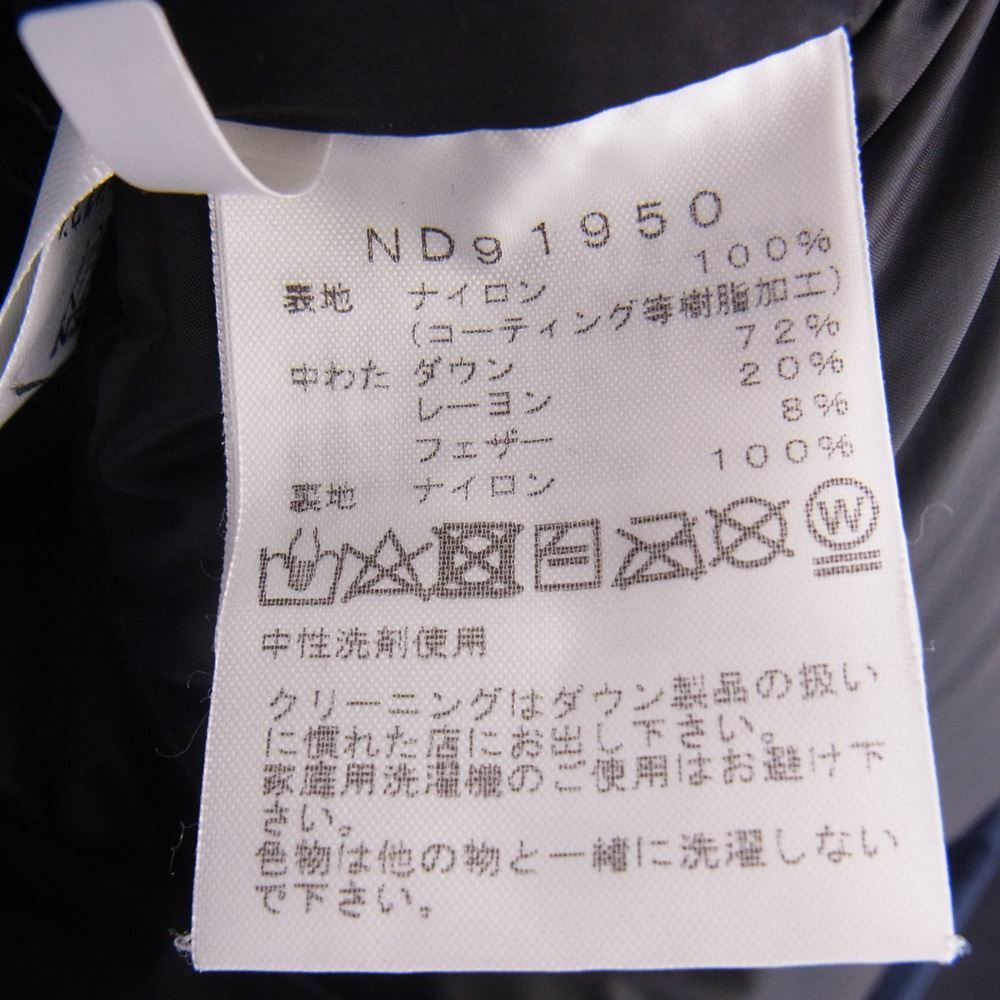 ND91950
表地 ナイロン 100%
(コーティング等樹脂加工)
中わた ダウン 72%
レーヨン 20%
フェザー 8%
裏地 ナイロン 100%
W
中性洗剤使用
クリーニングはダウン製品の扱い
に慣れた店にお出し下さい。
家庭用洗濯機のご使用はお避け下
さい。
色物は他の物と一緒に洗濯しない
で下さい。